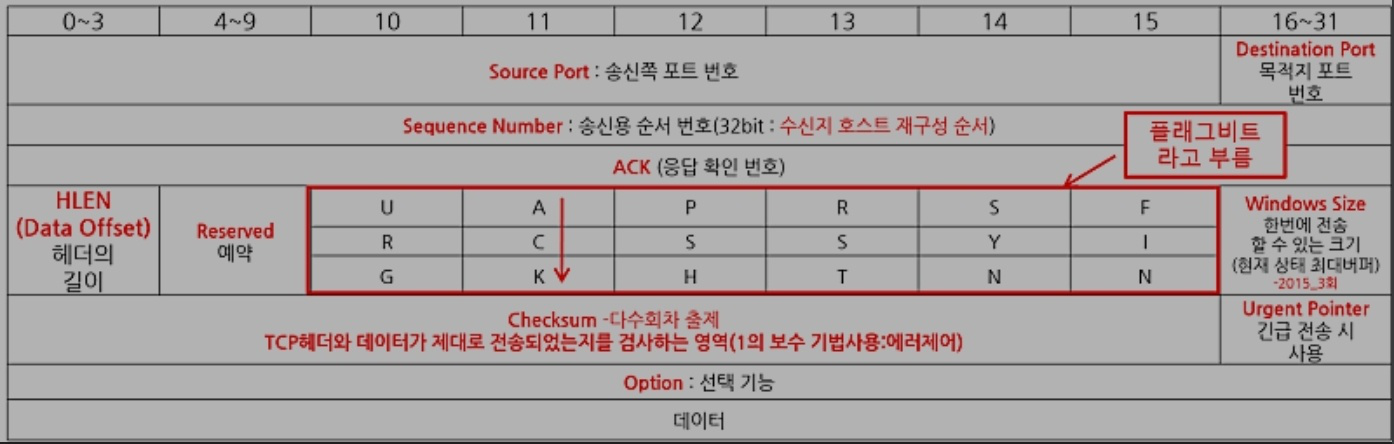 0~3 4~9 10 11 12 13 14 15 16~31
Source Port : 송신쪽 포트 번호
Destination Port
목적지 포트
번호
Sequence Number : 송신용 순서 번호(32bit : 수신지 호스트 재구성 순서)
플래그비트
라고 부름
ACK (응답 확인 번호)
HLEN
(Data Offset)
헤더의
길이
Reserved
예약
U A P R S F
R C S S Y I
G K H T N N
Windows Size
한번에 전송
할 수 있는 크기
(현재 상태 최대버퍼)
-2015_3회
Checksum -다수회차 출제
TCP헤더와 데이터가 제대로 전송되었는지를 검사하는 영역(1의 보수 기법사용:에러제어)
Urgent Pointer
긴급 전송 시
사용
Option : 선택 기능
데이터